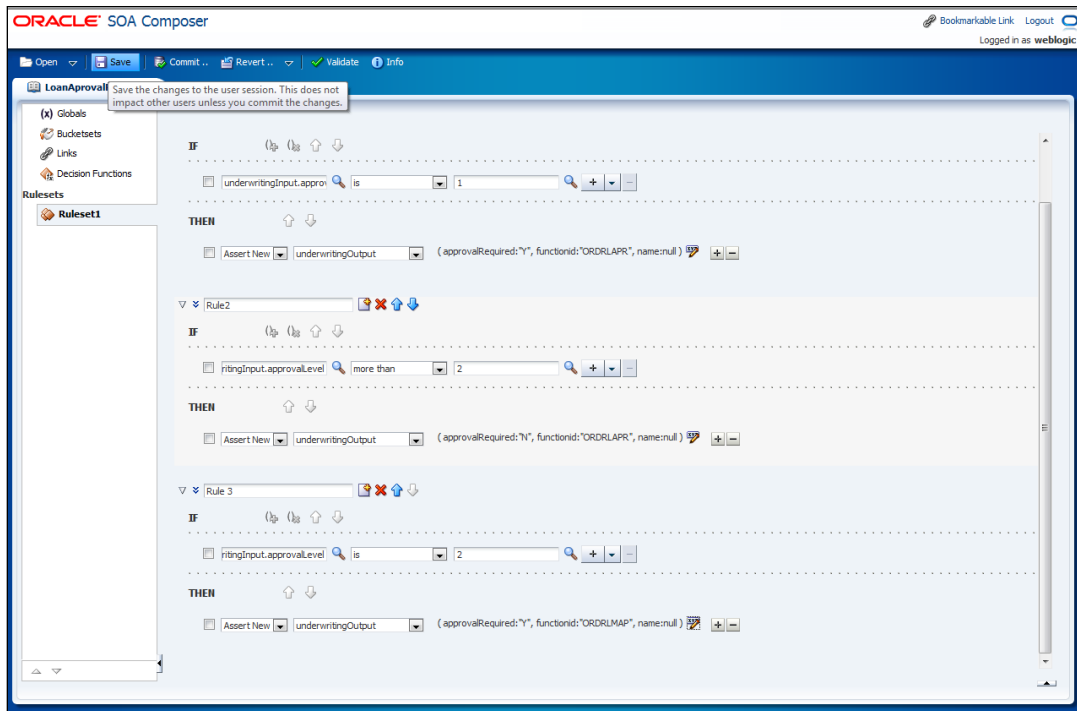 ORACLE SOA Composer
Bookmarkable Link Logout
Logged in as weblogic
Open Save Commit .. Revert .. Validate Info
LoanAproval
Save the changes to the user session. This does not
impact other users unless you commit the changes.
(x) Globals
Bucketsets
Links
Decision Functions
Rulesets
Ruleset1
IF
underwritingInput.approv is 1
THEN
Assert New underwritingOutput ( approvalRequired:"Y", functionid:"ORDRLAPR", name:null )
Rule2
IF
ritingInput.approvalLevel more than 2
THEN
Assert New underwritingOutput ( approvalRequired:"N", functionid:"ORDRLAPR", name:null )
Rule 3
IF
ritingInput.approvalLevel is 2
THEN
Assert New underwritingOutput ( approvalRequired:"Y", functionid:"ORDRLMAP", name:null )